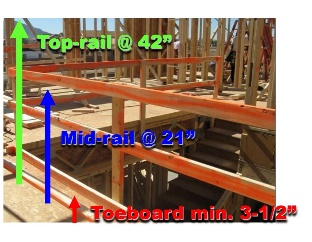 Top-rail @ 42”
Mid-rail @ 21”
Toeboard min. 3-1/2”